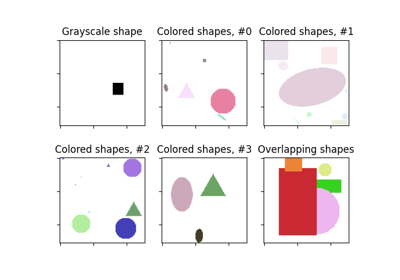 Grayscale shape
Colored shapes, #0
Colored shapes, #1
Colored shapes, #2
Colored shapes, #3
Overlapping shapes